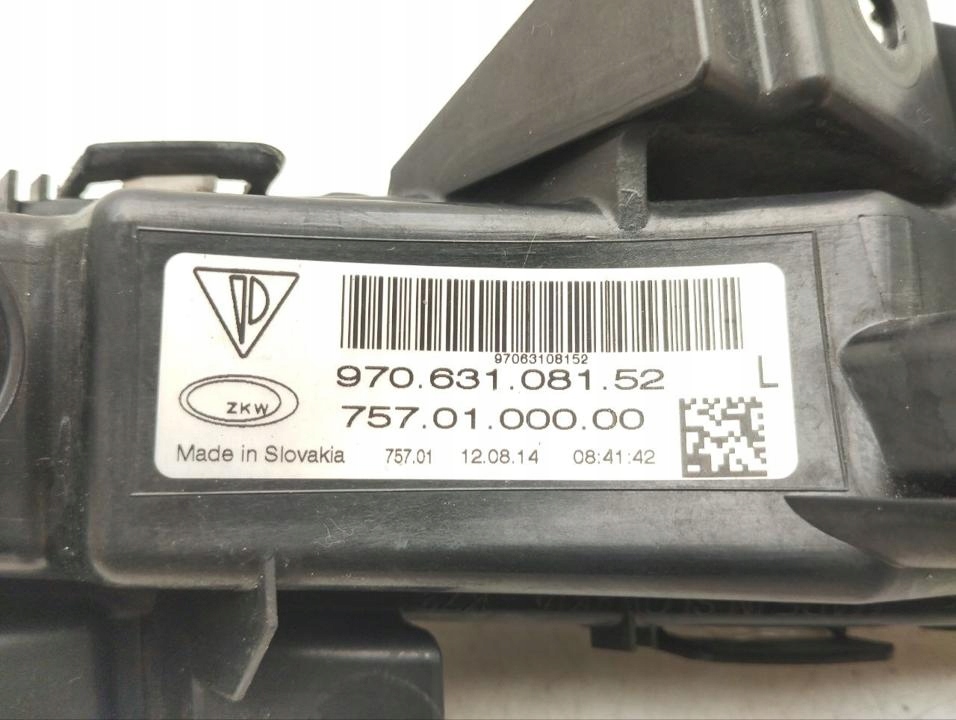 97063108152
970.631.081.52 L
ZKW
757.01.000.00
Made in Slovakia 757.01 12.08.14 08:41:42